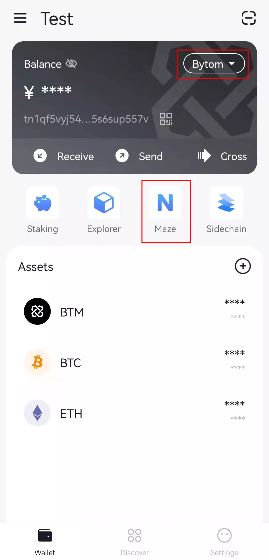 Test
Balance
Bytom
¥ ****
tn1qf5vyj54...5s6sup557v
Receive
Send
Cross
Staking
Explorer
N
Maze
Sidechain
Assets
BTM
****
****
BTC
****
****
ETH
****
****
Wallet
Discover
Settings